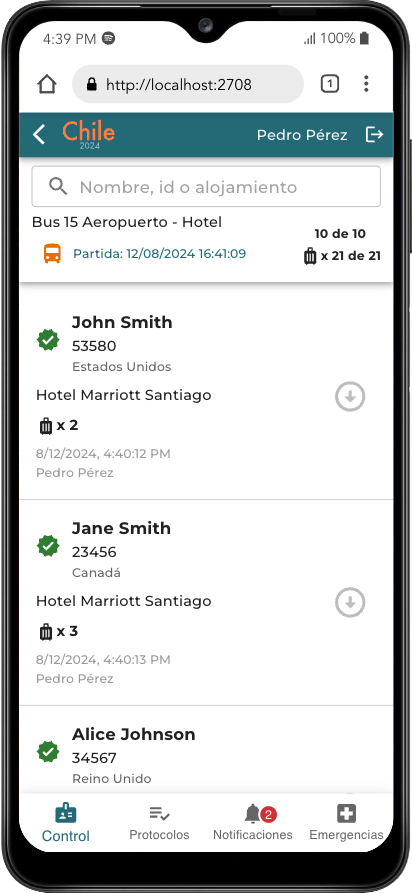 4:39 PM
100%
http://localhost:2708
1
Chile
2024
Pedro Pérez
Nombre, id o alojamiento
Bus 15 Aeropuerto - Hotel
10 de 10
Partida: 12/08/2024 16:41:09
x 21 de 21
John Smith
53580
Estados Unidos
Hotel Marriott Santiago
x 2
8/12/2024, 4:40:12 PM
Pedro Pérez
Jane Smith
23456
Canadá
Hotel Marriott Santiago
x 3
8/12/2024, 4:40:13 PM
Pedro Pérez
Alice Johnson
34567
Reino Unido
2
Control
Protocolos
Notificaciones
Emergencias